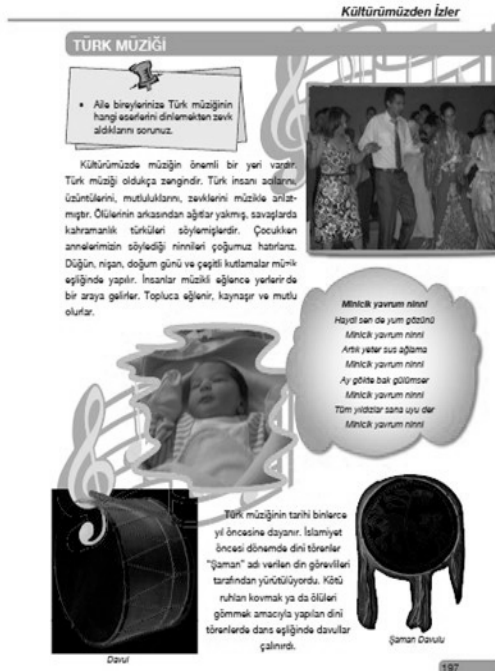 Kültürümüzden İzler
TÜRK MÜZİĞİ
• Aile bireylerinize Türk müziğinin
hangi eserlerini dinlemekten zevk
aldıklarını sorunuz.
Kültürümüzde müziğin önemli bir yeri vardır.
Türk müziği oldukça zengindir. Türk insanı acılarını,
üzüntülerini, mutluluklarını, zevklerini müzikle anlat-
mıştır. Ölülerinin arkasından ağıtlar yakmış, savaşlarda
kahramanlık türküleri söylemişlerdir. Çocukken
annelerimizin söylediği ninnileri çoğumuz hatırlarız.
Düğün, nişan, doğum günü ve çeşitli kutlamalar müzik
eşliğinde yapılır. İnsanlar müzikli eğlence yerlerinde
bir araya gelirler. Topluca eğlenir, kaynaşır ve mutlu
olurlar.
Minicik yavrum ninni
Haydi sen de yum gözünü
Minicik yavrum ninni
Artık yeter sus ağlama
Minicik yavrum ninni
Ay gökte bak gülümser
Minicik yavrum ninni
Tüm yıldızlar sana uyu der
Minicik yavrum ninni
Türk müziğinin tarihi binlerce
yıl öncesine dayanır. İslamiyet
öncesi dönemde dini törenler
"Şaman" adı verilen din görevlileri
tarafından yürütülüyordu. Kötü
ruhları kovmak ya da ölüleri
gömmek amacıyla yapılan dini
törenlerde dans eşliğinde davullar
çalınırdı.
Davul
Şaman Davulu
197